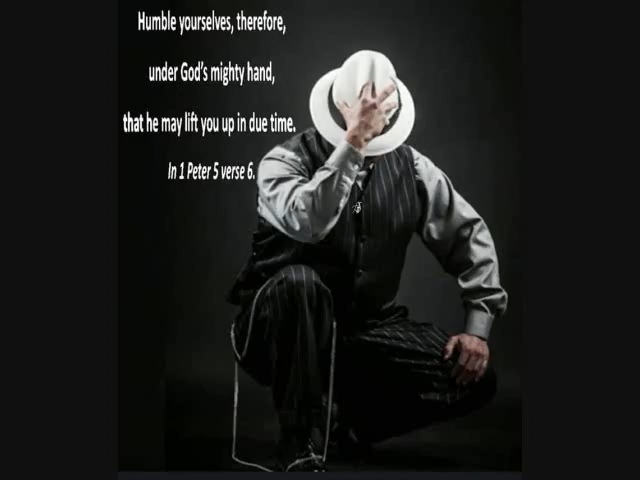 Humble yourselves, therefore,
under God's mighty hand,
that he may lift you up in due time.
In 1 Peter 5 verse 6.